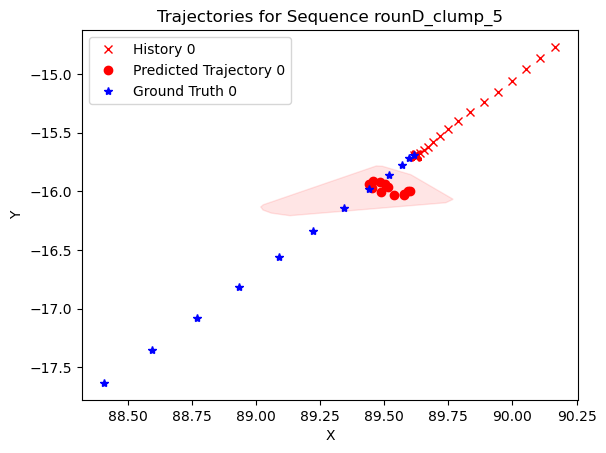 Trajectories for Sequence rounD_clump_5
History 0
Predicted Trajectory 0
Ground Truth 0
Y
−15.0
−15.5
−16.0
−16.5
−17.0
−17.5
88.50 88.75 89.00 89.25 89.50 89.75 90.00 90.25
X